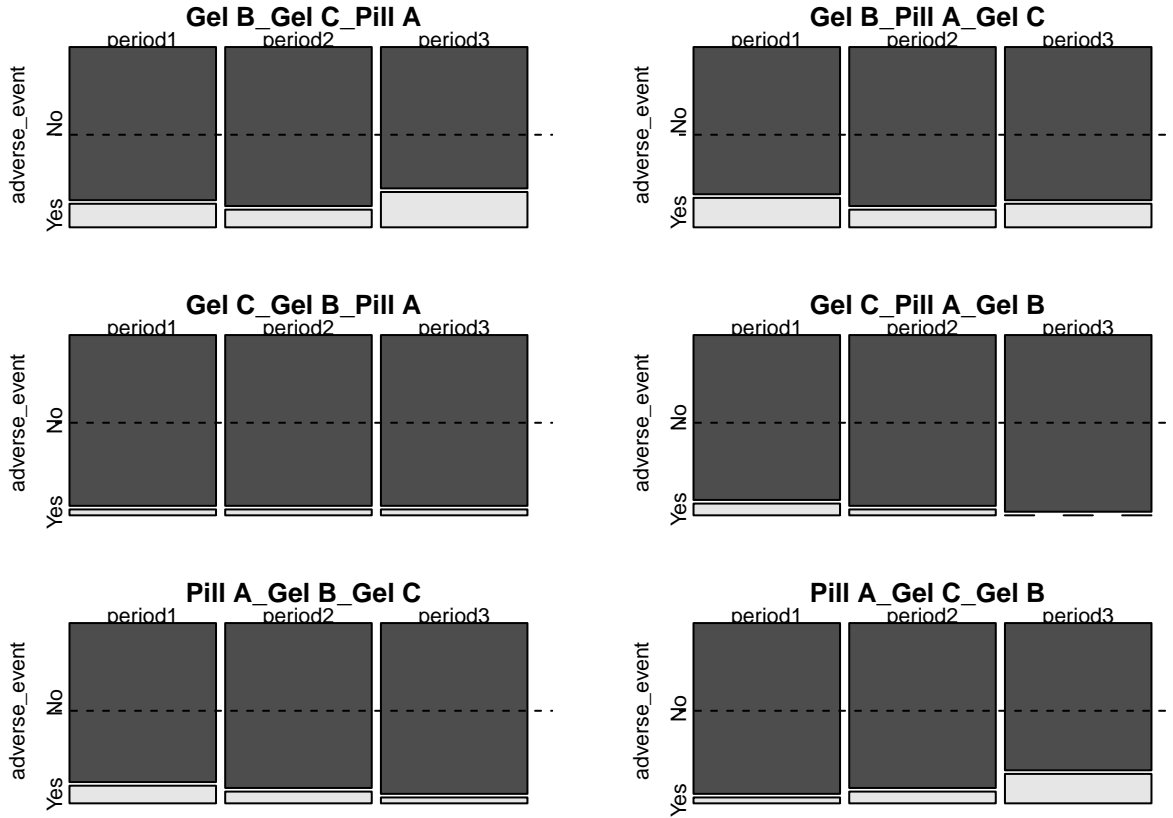 Gel B_Gel C_Pill A
period1 period2 period3
adverse_event
No
Yes
Gel B_Pill A_Gel C
period1 period2 period3
adverse_event
No
Yes
Gel C_Gel B_Pill A
period1 period2 period3
adverse_event
No
Yes
Gel C_Pill A_Gel B
period1 period2 period3
adverse_event
No
Yes
Pill A_Gel B_Gel C
period1 period2 period3
adverse_event
No
Yes
Pill A_Gel C_Gel B
period1 period2 period3
adverse_event
No
Yes